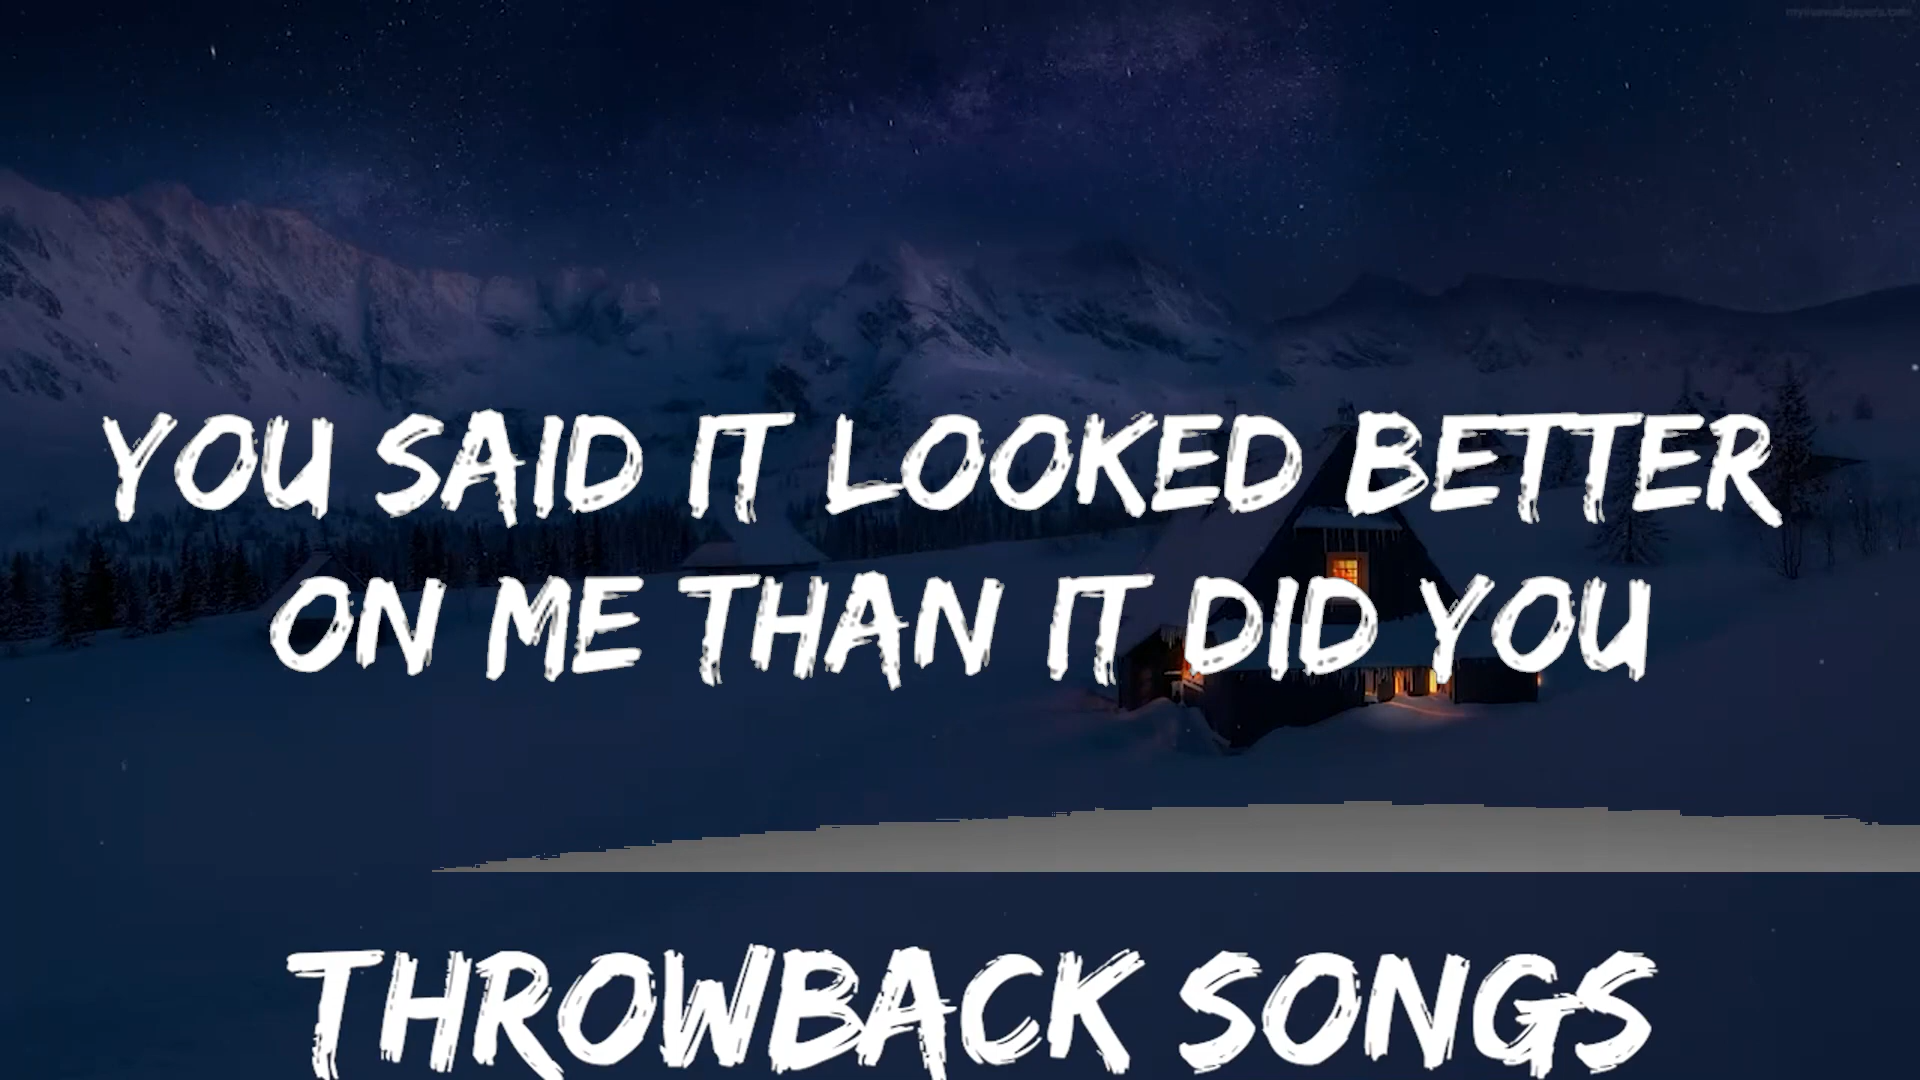 YOU SAID IT LOOKED BETTER
ON ME THAN IT DID YOU
THROWBACK SONGS